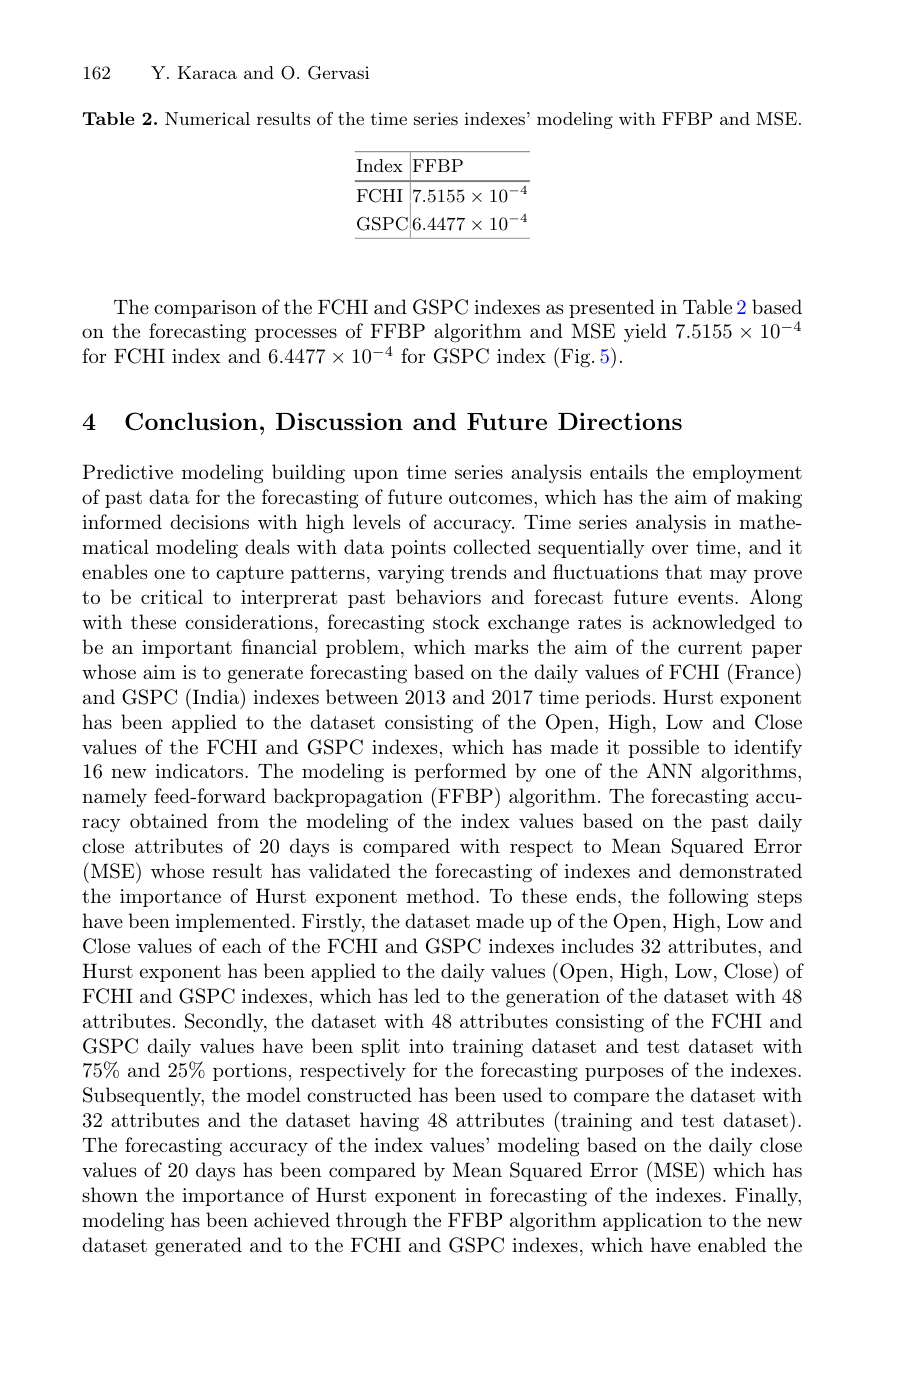 162 Y. Karaca and O. Gervasi
Table 2. Numerical results of the time series indexes' modeling with FFBP and MSE.
Index FFBP
FCHI 7.5155 × 10⁻⁴
GSPC 6.4477 × 10⁻⁴
The comparison of the FCHI and GSPC indexes as presented in Table 2 based
on the forecasting processes of FFBP algorithm and MSE yield 7.5155 × 10⁻⁴
for FCHI index and 6.4477 × 10⁻⁴ for GSPC index (Fig. 5).
4 Conclusion, Discussion and Future Directions
Predictive modeling building upon time series analysis entails the employment
of past data for the forecasting of future outcomes, which has the aim of making
informed decisions with high levels of accuracy. Time series analysis in mathe-
matical modeling deals with data points collected sequentially over time, and it
enables one to capture patterns, varying trends and fluctuations that may prove
to be critical to interprerat past behaviors and forecast future events. Along
with these considerations, forecasting stock exchange rates is acknowledged to
be an important financial problem, which marks the aim of the current paper
whose aim is to generate forecasting based on the daily values of FCHI (France)
and GSPC (India) indexes between 2013 and 2017 time periods. Hurst exponent
has been applied to the dataset consisting of the Open, High, Low and Close
values of the FCHI and GSPC indexes, which has made it possible to identify
16 new indicators. The modeling is performed by one of the ANN algorithms,
namely feed-forward backpropagation (FFBP) algorithm. The forecasting accu-
racy obtained from the modeling of the index values based on the past daily
close attributes of 20 days is compared with respect to Mean Squared Error
(MSE) whose result has validated the forecasting of indexes and demonstrated
the importance of Hurst exponent method. To these ends, the following steps
have been implemented. Firstly, the dataset made up of the Open, High, Low and
Close values of each of the FCHI and GSPC indexes includes 32 attributes, and
Hurst exponent has been applied to the daily values (Open, High, Low, Close) of
FCHI and GSPC indexes, which has led to the generation of the dataset with 48
attributes. Secondly, the dataset with 48 attributes consisting of the FCHI and
GSPC daily values have been split into training dataset and test dataset with
75% and 25% portions, respectively for the forecasting purposes of the indexes.
Subsequently, the model constructed has been used to compare the dataset with
32 attributes and the dataset having 48 attributes (training and test dataset).
The forecasting accuracy of the index values' modeling based on the daily close
values of 20 days has been compared by Mean Squared Error (MSE) which has
shown the importance of Hurst exponent in forecasting of the indexes. Finally,
modeling has been achieved through the FFBP algorithm application to the new
dataset generated and to the FCHI and GSPC indexes, which have enabled the